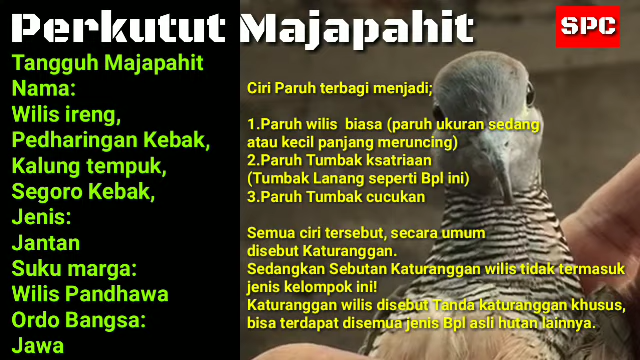 Perkutut Majapahit
SPC
Tangguh Majapahit
Nama:
Wilis ireng,
Pedharingan Kebak,
Kalung tempuk,
Segoro Kebak,
Jenis:
Jantan
Suku marga:
Wilis Pandhawa
Ordo Bangsa:
Jawa
Ciri Paruh terbagi menjadi;
1.Paruh wilis biasa (paruh ukuran sedang
atau kecil panjang meruncing)
2.Paruh Tumbak ksatriaan
(Tumbak Lanang seperti Bpl ini)
3.Paruh Tumbak cucukan
Semua ciri tersebut, secara umum
disebut Katuranggan.
Sedangkan Sebutan Katuranggan wilis tidak termasuk
jenis kelompok ini!
Katuranggan wilis disebut Tanda katuranggan khusus,
bisa terdapat disemua jenis Bpl asli hutan lainnya.